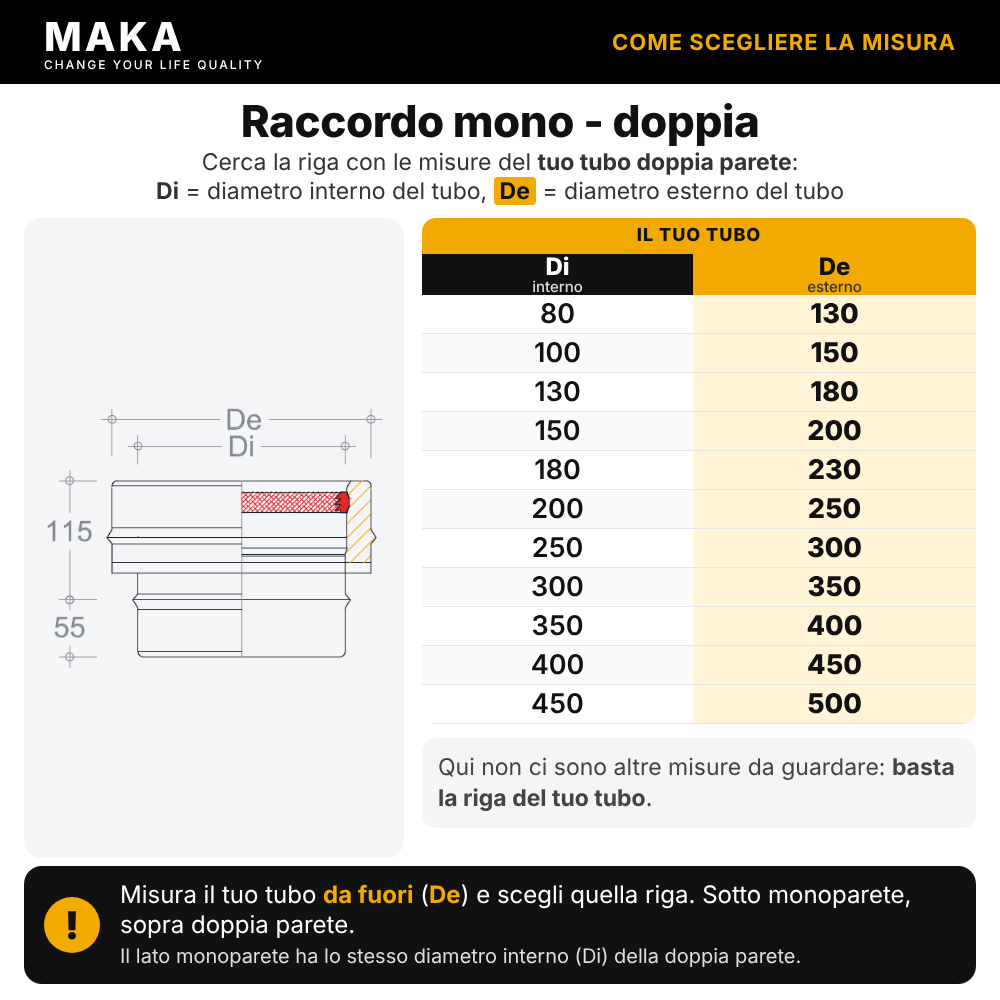 MAKA
CHANGE YOUR LIFE QUALITY
COME SCEGLIERE LA MISURA
Raccordo mono - doppia
Cerca la riga con le misure del tuo tubo doppia parete:
Di = diametro interno del tubo, De = diametro esterno del tubo
De
Di
115
55
IL TUO TUBO
Di De
interno esterno
80 130
100 150
130 180
150 200
180 230
200 250
250 300
300 350
350 400
400 450
450 500
Qui non ci sono altre misure da guardare: basta
la riga del tuo tubo.
!
Misura il tuo tubo da fuori (De) e scegli quella riga. Sotto monoparete,
sopra doppia parete.
Il lato monoparete ha lo stesso diametro interno (Di) della doppia parete.